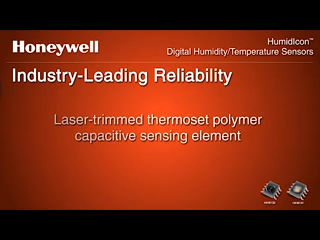 Honeywell
HumidIcon™
Digital Humidity/Temperature Sensors
Industry-Leading Reliability
Laser-trimmed thermoset polymer
capacitive sensing element